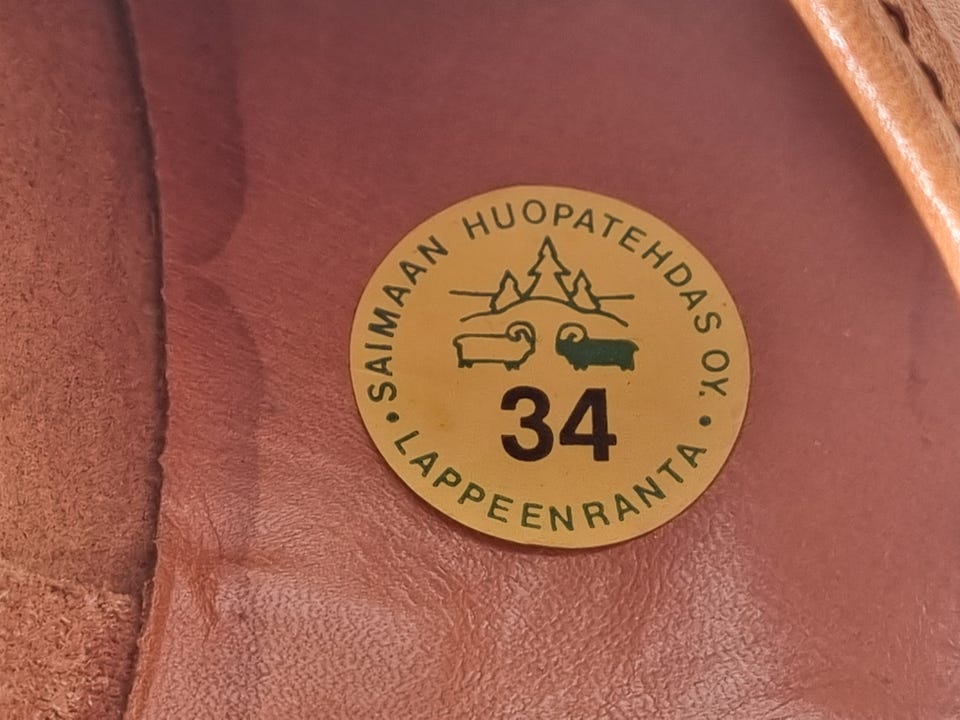 SAIMAAN HUOPATEHDAS OY.
34
LAPPEENRANTA